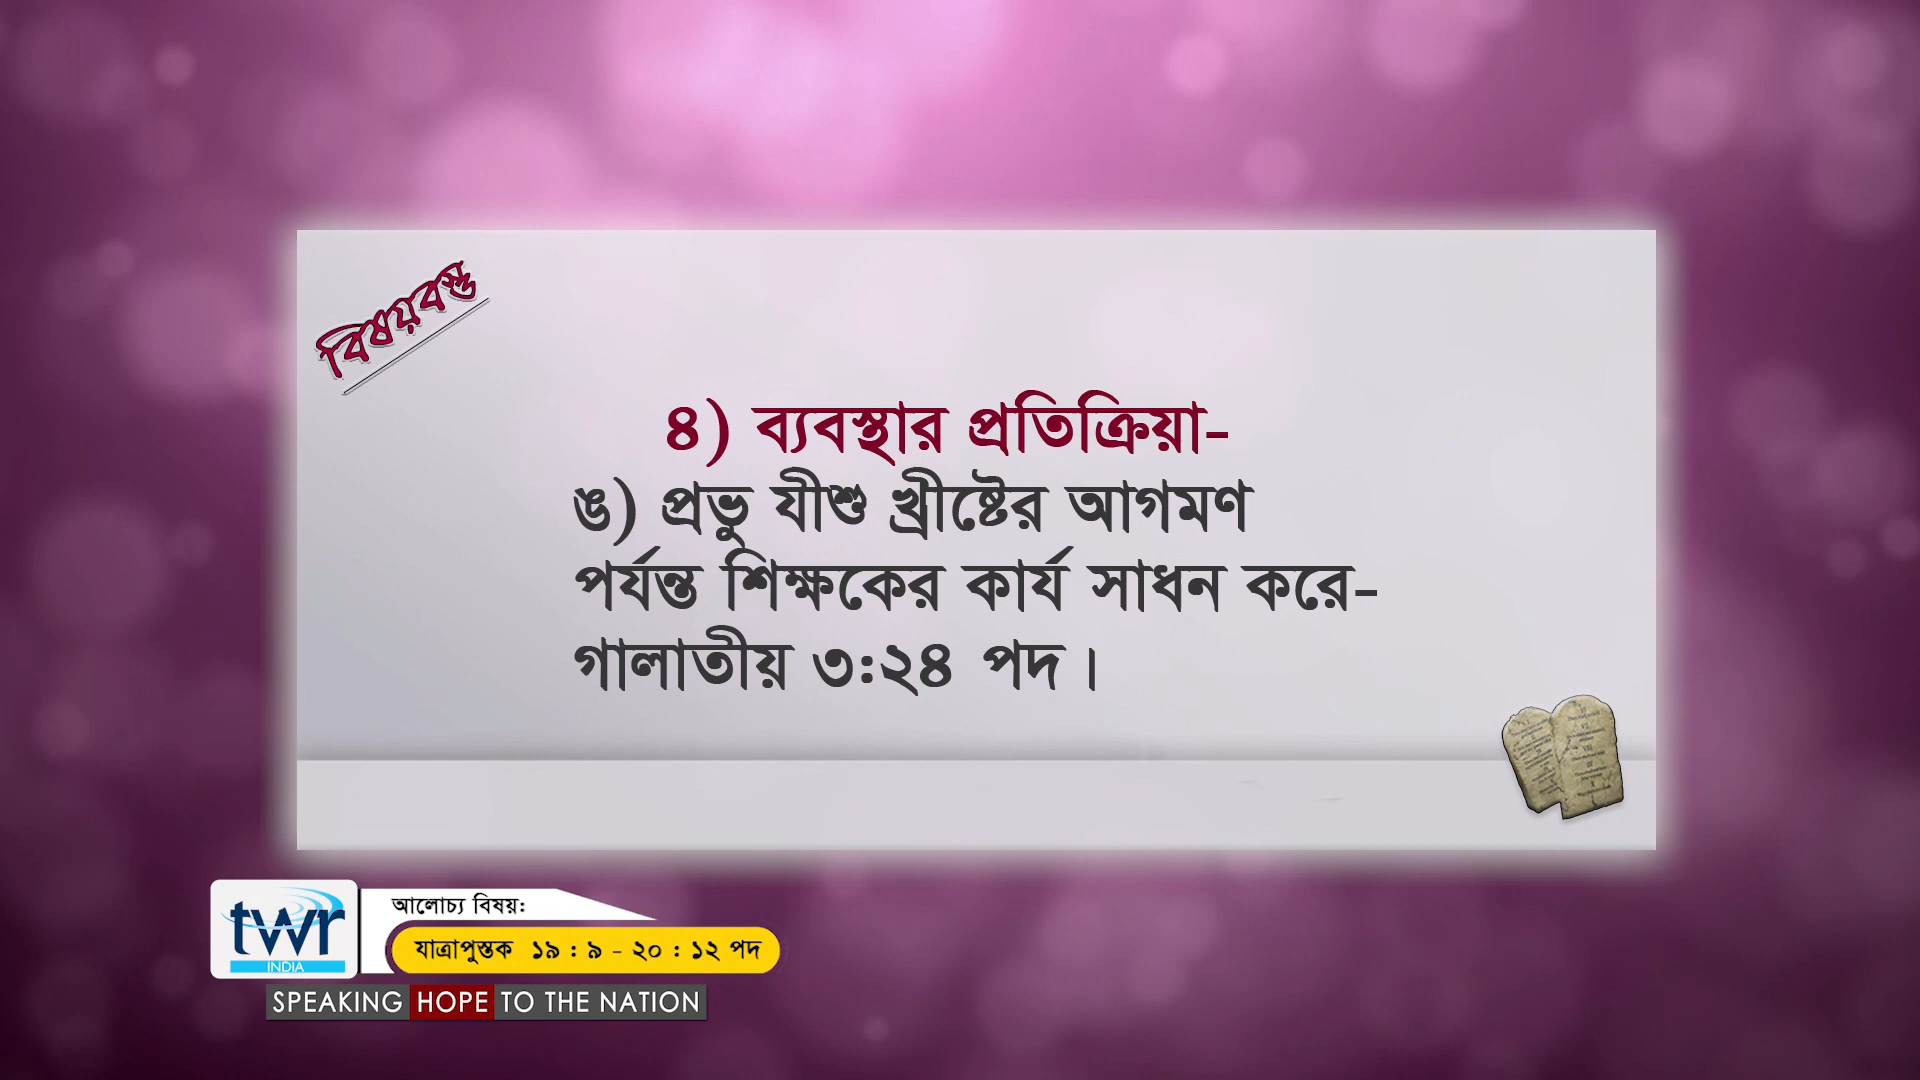 বিষয়বস্তু
৪) ব্যবস্থার প্রতিক্রিয়া-
ঙ) প্রভু যীশু খ্রীষ্টের আগমণ
পর্যন্ত শিক্ষকের কার্য সাধন করে-
গালাতীয় ৩:২৪ পদ।
twr
INDIA
আলোচ্য বিষয়:
যাত্রাপুস্তক ১৯ : ৯ - ২০ : ১২ পদ
SPEAKING HOPE TO THE NATION